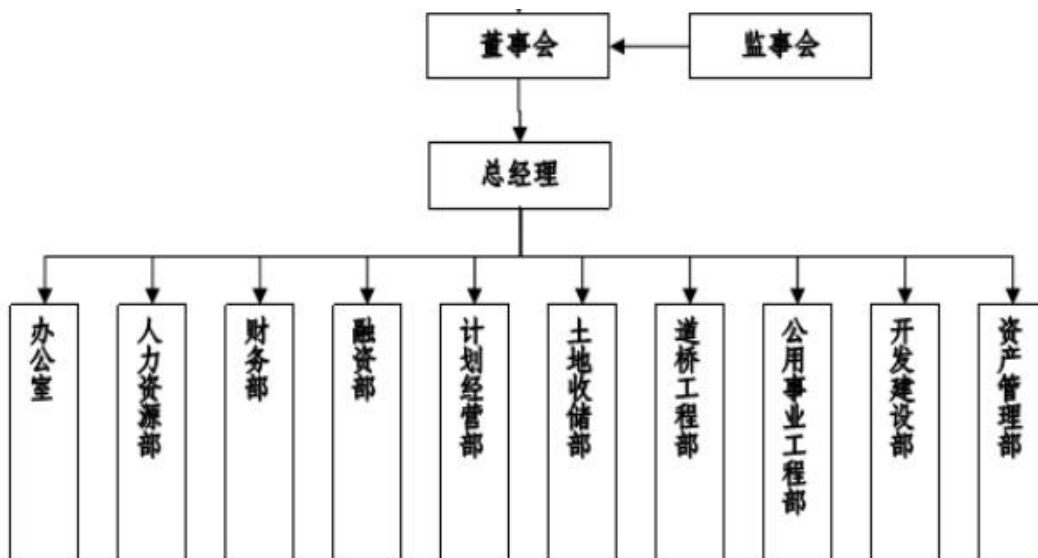 董事会
监事会
总经理
办公室
人力资源部
财务部
融资部
计划经营部
土地收储部
道桥工程部
公用事业工程部
开发建设部
资产管理部